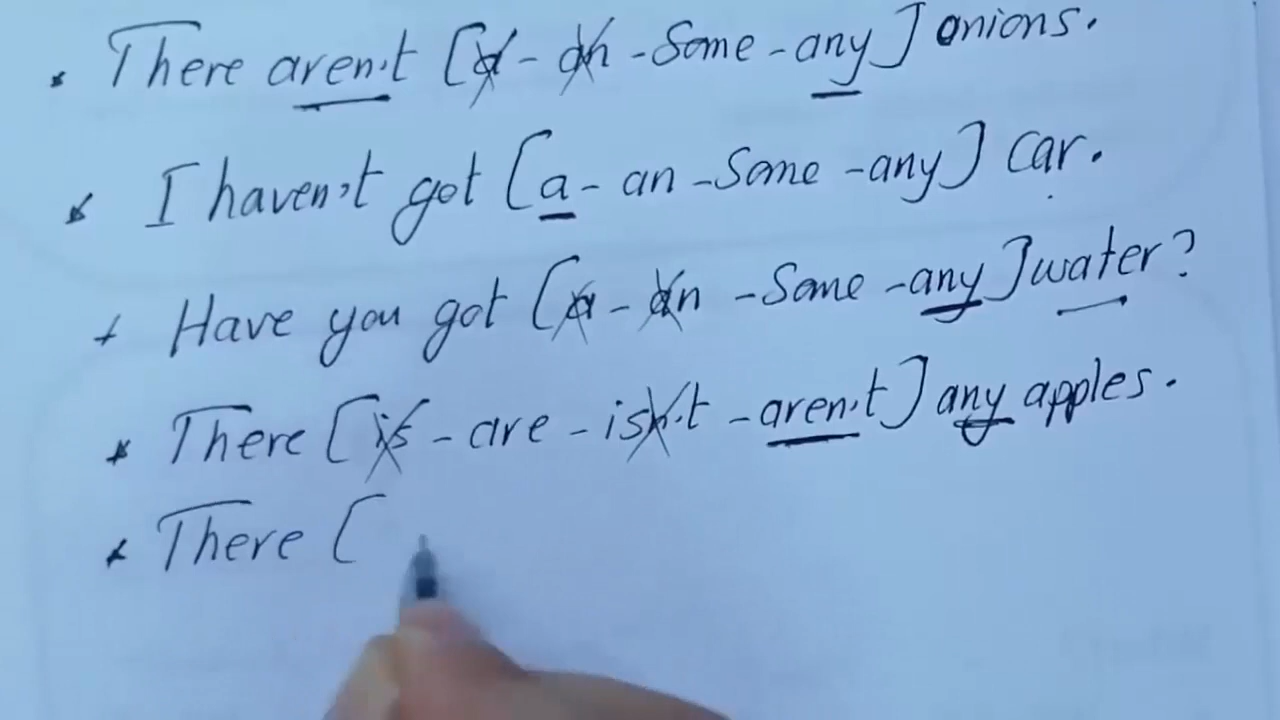 There aren't [a - an - Some - any] onions.
I haven't got [a - an - Some - any] car.
Have you got [a - an - Some - any] water?
There [is - are - isn't - aren't] any apples.
There [